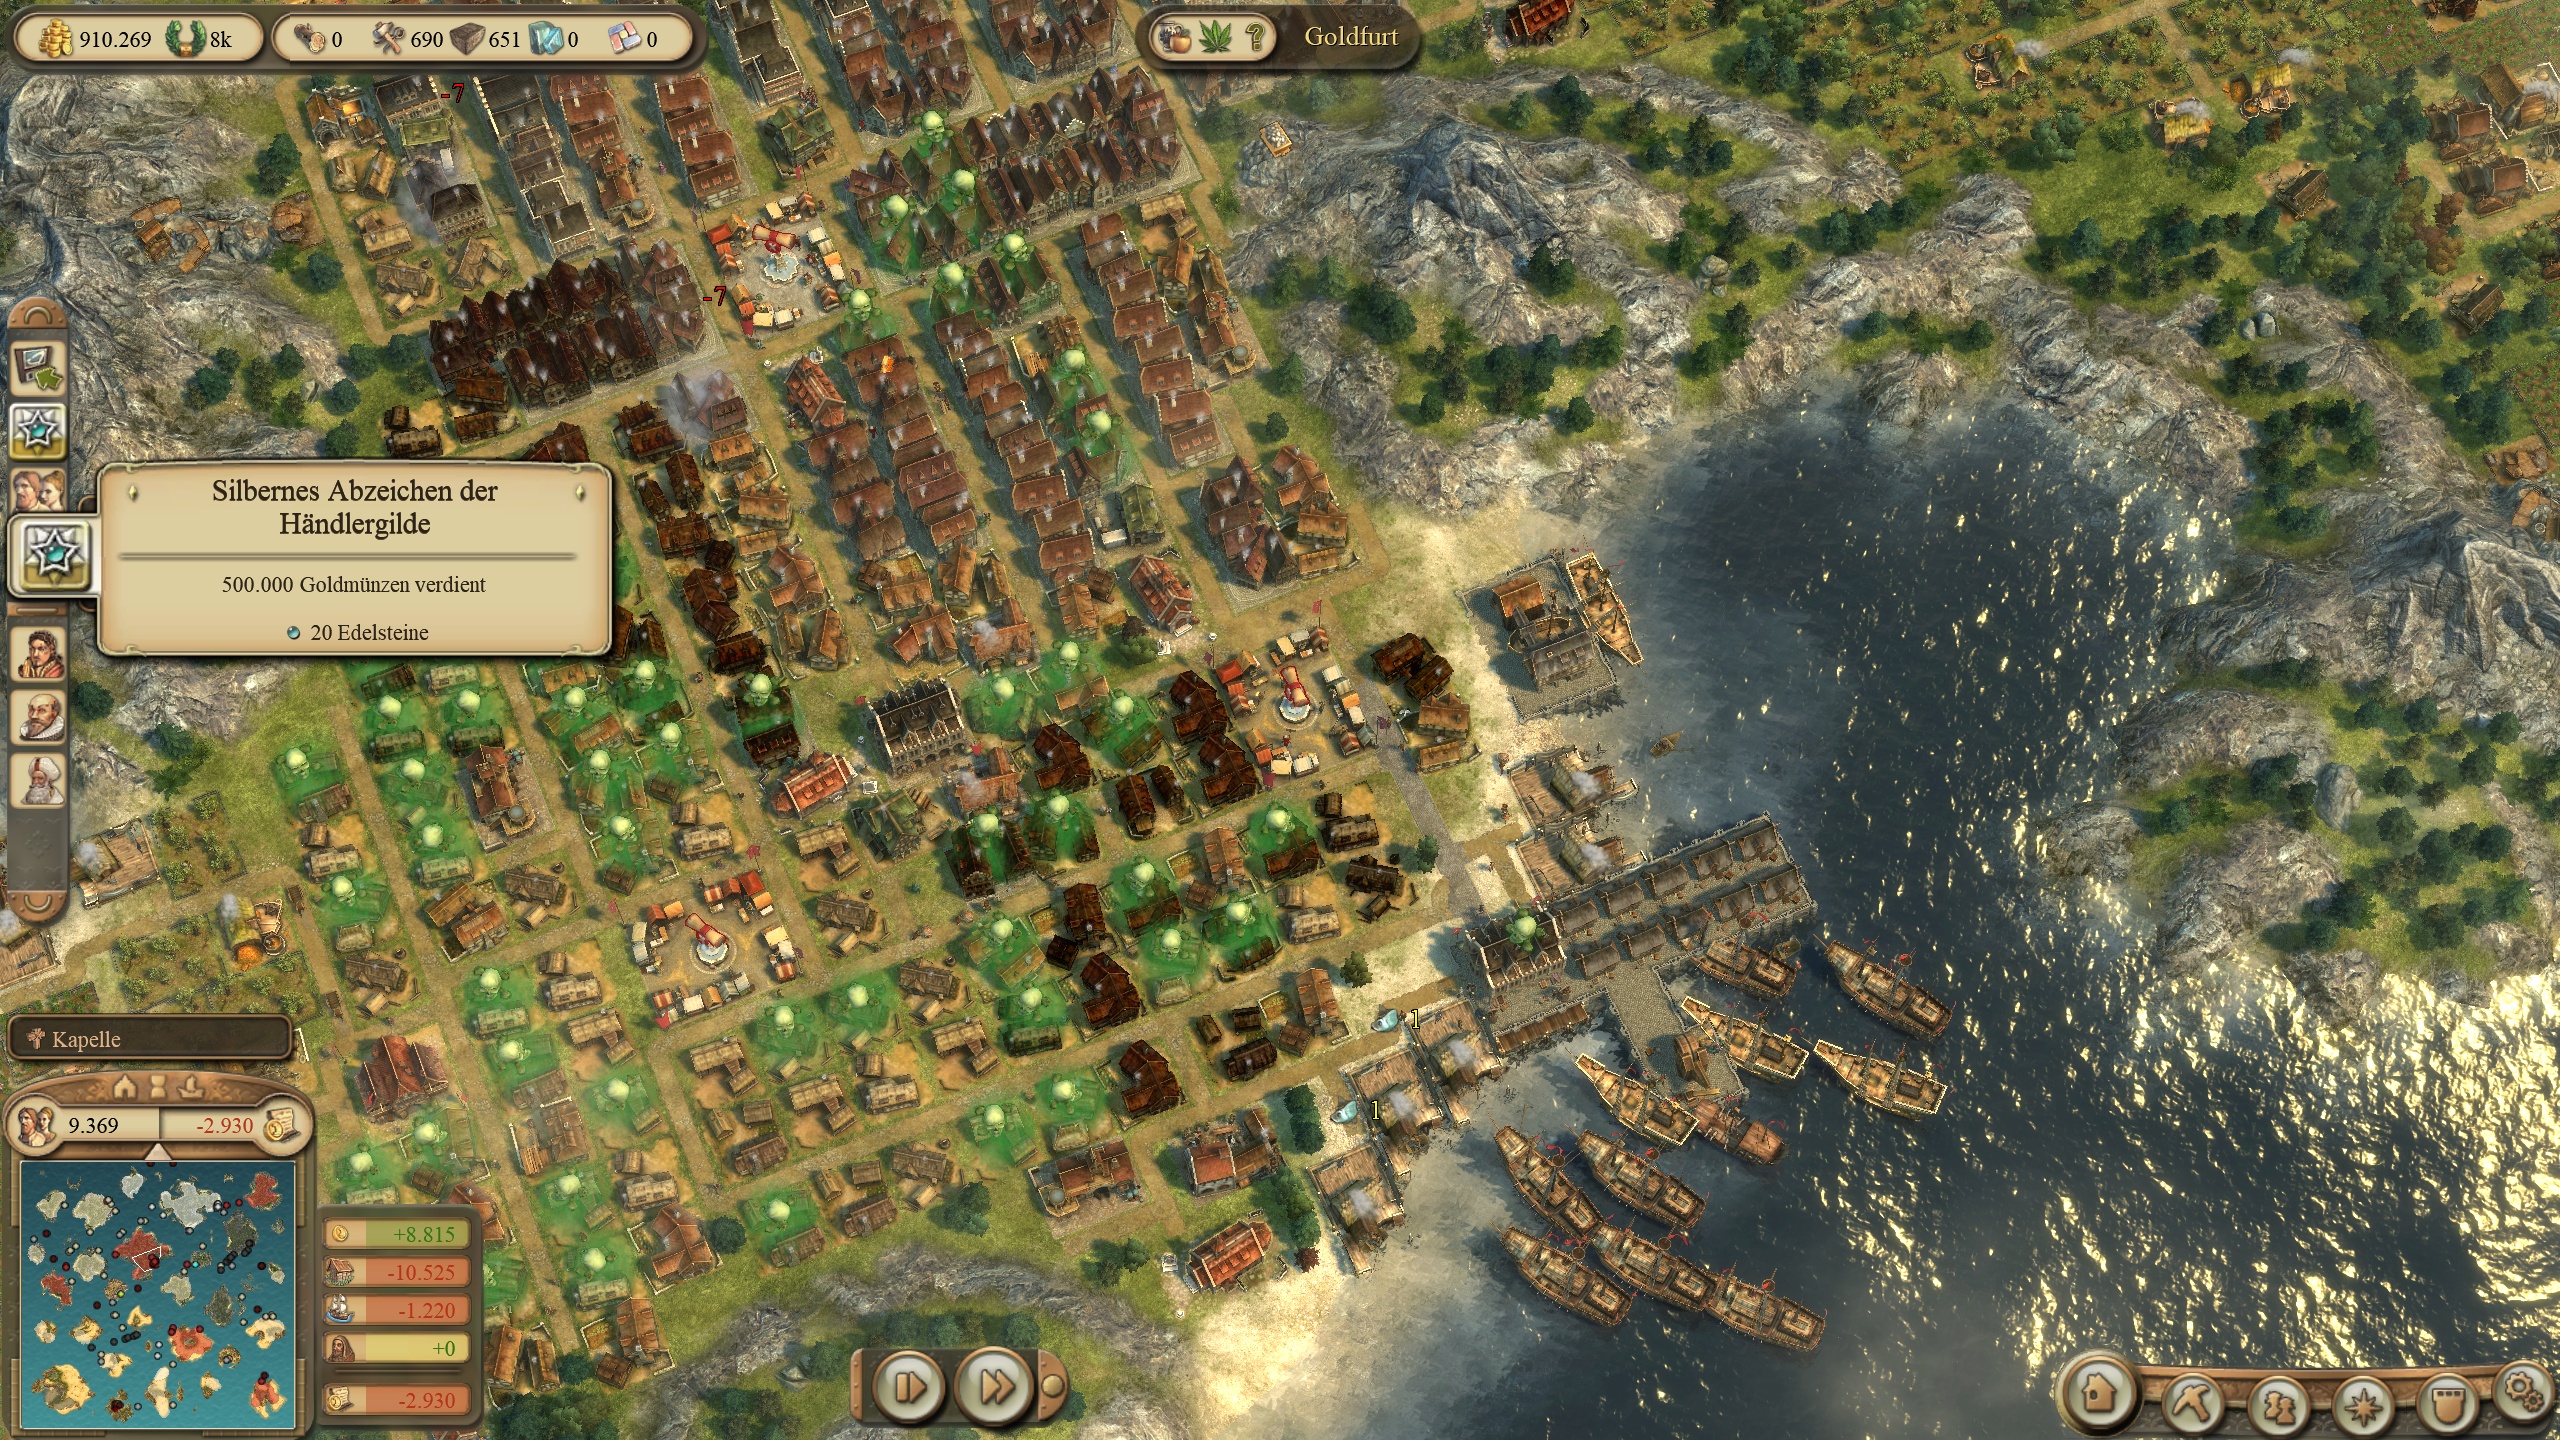 910.269 8k 0 690 651 0 0
Goldfurt
-7
-7
Silbernes Abzeichen der
Händlergilde
500.000 Goldmünzen verdient
20 Edelsteine
1
Kapelle
1
9.369 -2.930
+8.815
-10.525
-1.220
+0
-2.930